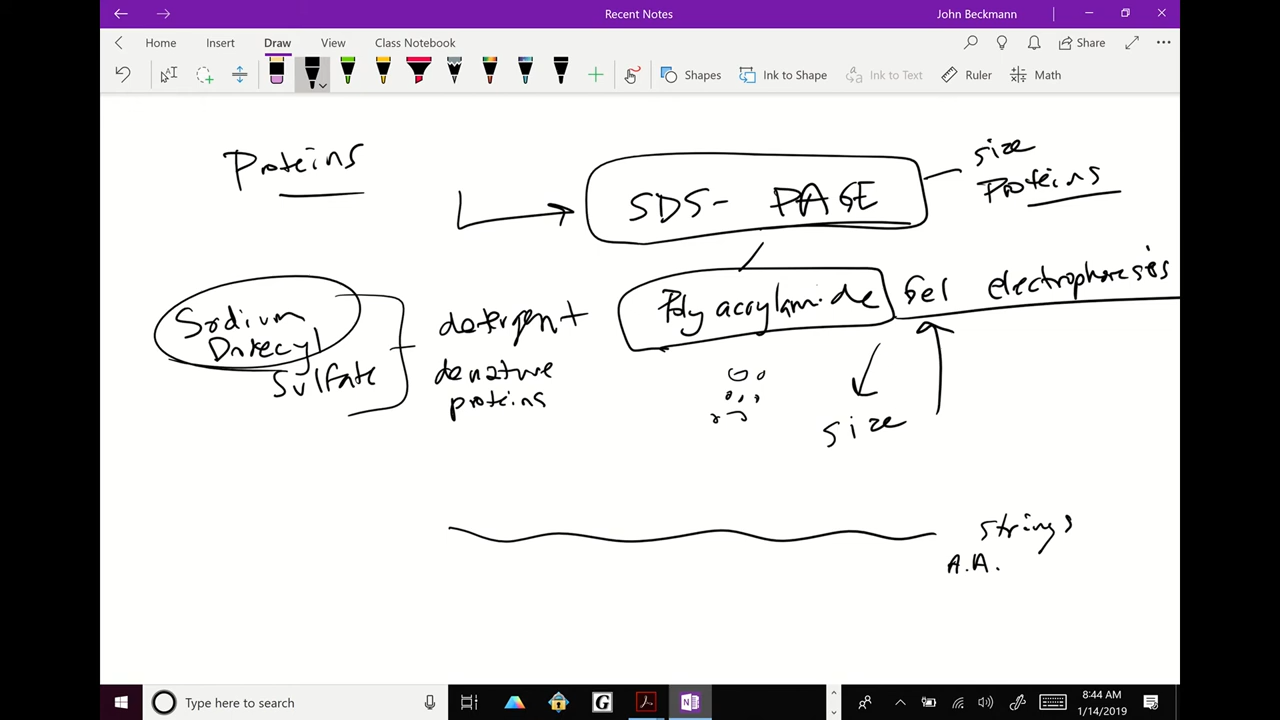 Recent Notes
John Beckmann
Home Insert Draw View Class Notebook
Share
Shapes
Ink to Shape
Ink to Text
Ruler
Math
Proteins
SDS- PAGE
size
Proteins
Sodium
Dodecyl
Sulfate
detergent
denature
proteins
Poly acrylamide Gel electrophoresis
size
strings
A.A.
Type here to search
8:44 AM
1/14/2019